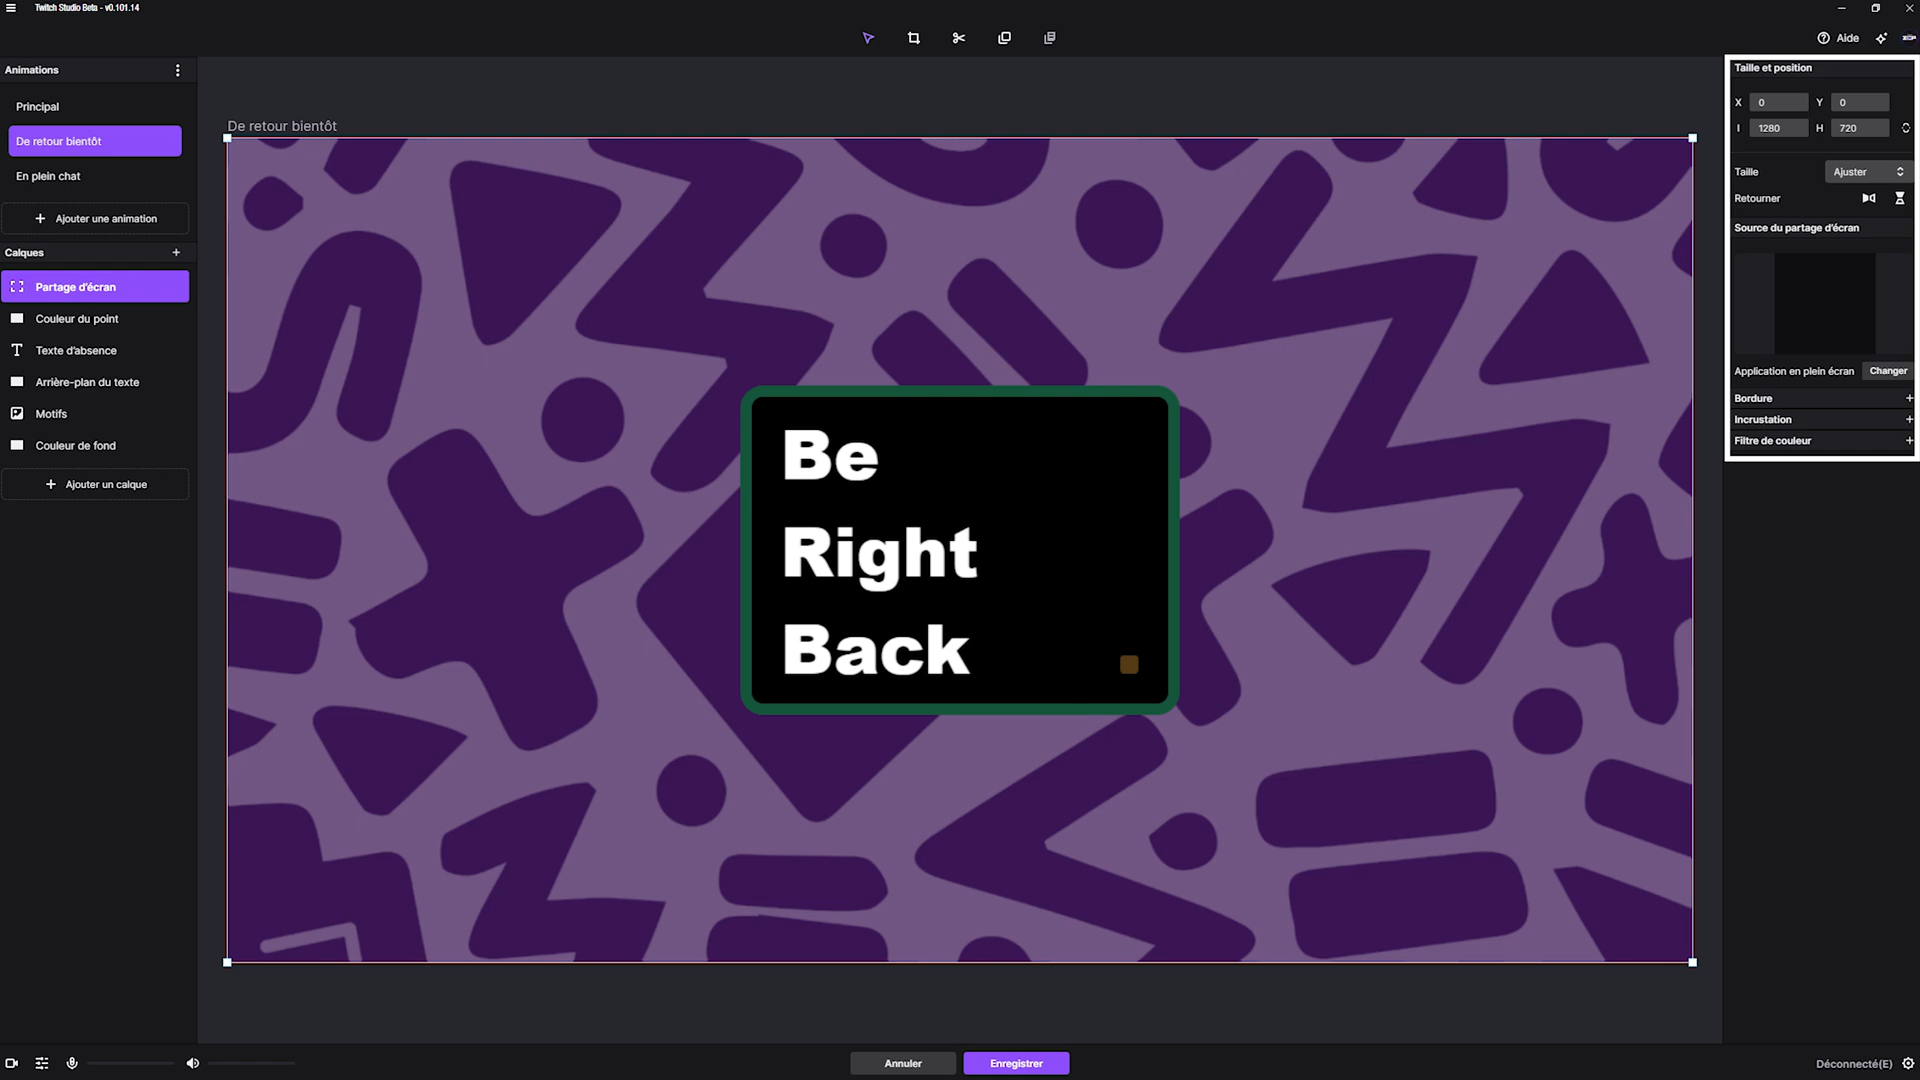 Twitch Studio Beta - v0.101.14
Aide
Animations
Principal
De retour bientôt
En plein chat
Ajouter une animation
Calques
Partage d'écran
Couleur du point
Texte d'absence
Arrière-plan du texte
Motifs
Couleur de fond
Ajouter un calque
De retour bientôt
Be
Right
Back
Taille et position
X 0 Y 0
l 1280 H 720
Taille Ajuster
Retourner
Source du partage d'écran
Application en plein écran Changer
Bordure
Incrustation
Filtre de couleur
Annuler
Enregistrer
Déconnecté(E)